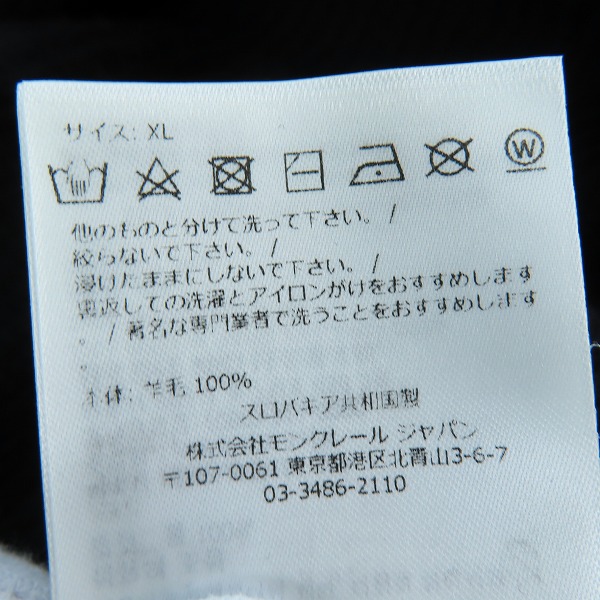 サイズ: XL
W
他のものと分けて洗って下さい。 /
絞らないで下さい。 /
浸けたままにしないで下さい。 /
裏返しての洗濯とアイロンがけをおすすめします
。 / 著名な専門業者で洗うことをおすすめします
。
本体: 羊毛 100%
スロバキア共和国製
株式会社モンクレール ジャパン
〒107-0061 東京都港区北青山3-6-7
03-3486-2110